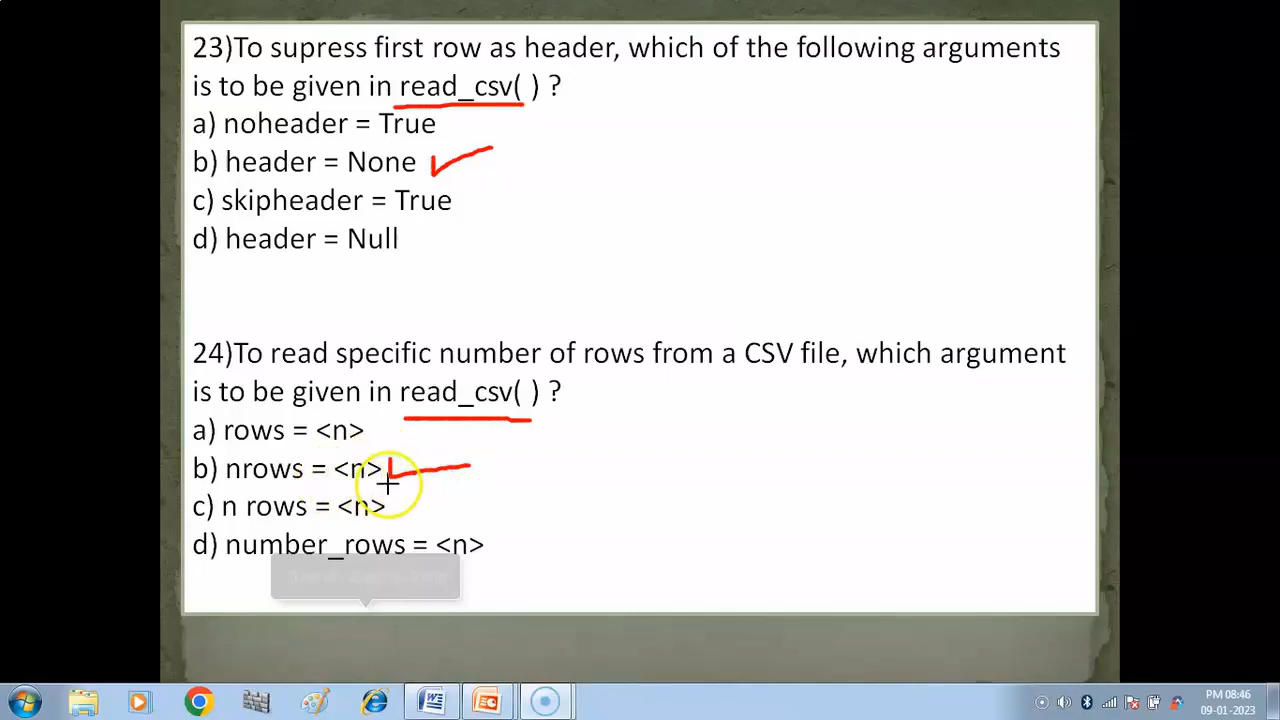 23)To supress first row as header, which of the following arguments
is to be given in read_csv( ) ?
a) noheader = True
b) header = None
c) skipheader = True
d) header = Null
24)To read specific number of rows from a CSV file, which argument
is to be given in read_csv( ) ?
a) rows = <n>
b) nrows = <n>
c) n rows = <n>
d) number_rows = <n>
PM 08:46
09-01-2023